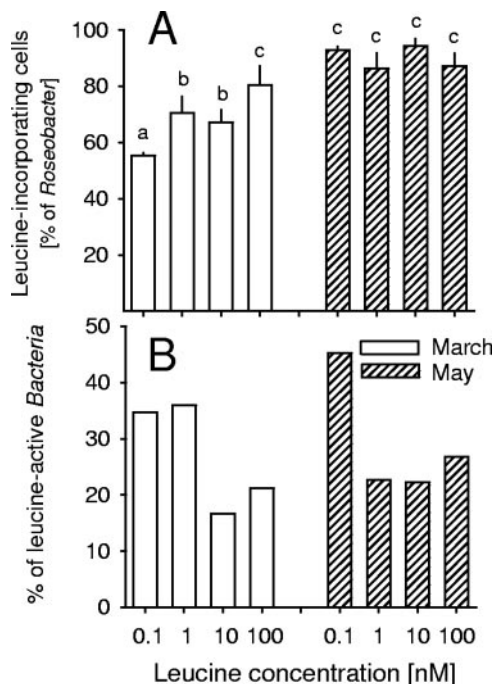 A
Leucine-incorporating cells
[% of Roseobacter]
100
80
60
40
20
a
b
b
c
c
c
c
c
B
% of leucine-active Bacteria
50
40
30
20
10
0
March
May
0.1 1 10 100 0.1 1 10 100
Leucine concentration [nM]